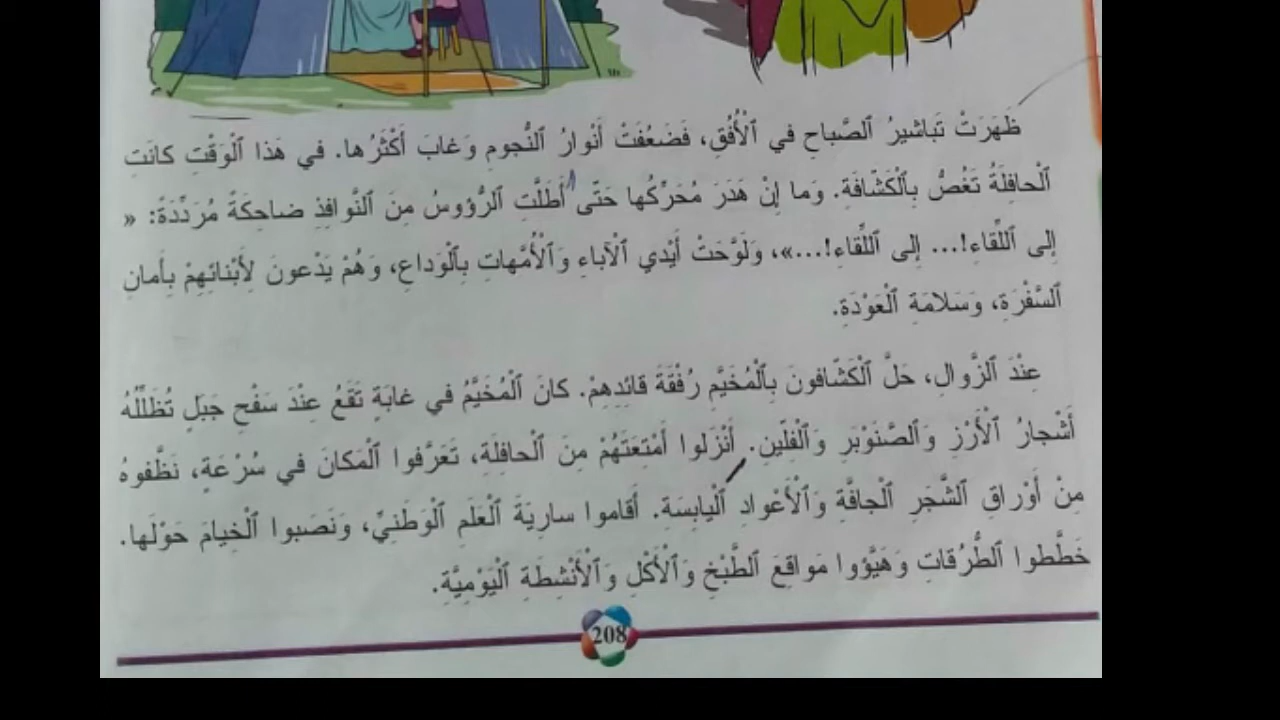 ظَهَرَتْ تَباشيرُ ٱلصَّباحِ في ٱلْأُفُقِ، فَضَعُفَتْ أَنْوارُ ٱلنُّجومِ وَغابَ أَكْثَرُها. في هَذا ٱلْوَقْتِ كانَتِ
ٱلْحافِلَةُ تَغُصُّ بِٱلْكَشّافَةِ. وَما إِنْ هَدَرَ مُحَرِّكُها حَتّى أَطَلَّتِ ٱلرُّؤوسُ مِنَ ٱلنَّوافِذِ ضاحِكَةً مُرَدِّدَةً: «
إِلى ٱللِّقاءِ!... إِلى ٱللِّقاءِ!...»، وَلَوَّحَتْ أَيْدي ٱلْآباءِ وَٱلْأُمَّهاتِ بِٱلْوَداعِ، وَهُمْ يَدْعونَ لِأَبْنائِهِمْ بِأَمانِ
ٱلسَّفْرَةِ، وَسَلامَةِ ٱلْعَوْدَةِ.
عِنْدَ ٱلزَّوالِ، حَلَّ ٱلْكَشّافونَ بِٱلْمُخَيَّمِ رُفْقَةَ قائِدِهِمْ. كانَ ٱلْمُخَيَّمُ في غابَةٍ تَقَعُ عِنْدَ سَفْحِ جَبَلٍ تُظَلِّلُهُ
أَشْجارُ ٱلْأَرْزِ وَٱلصَّنَوْبَرِ وَٱلْفِلّينِ. أَنْزَلوا أَمْتِعَتَهُمْ مِنَ ٱلْحافِلَةِ، تَعَرَّفوا ٱلْمَكانَ في سُرْعَةٍ، نَظَّفوهُ
مِنْ أَوْراقِ ٱلشَّجَرِ ٱلْجافَّةِ وَٱلْأَعْوادِ ٱلْيابِسَةِ. أَقاموا سارِيَةَ ٱلْعَلَمِ ٱلْوَطَنِيِّ، وَنَصَبوا ٱلْخِيامَ حَوْلَها.
خَطَّطوا ٱلطُّرُقاتِ وَهَيَّؤوا مَواقِعَ ٱلطَّبْخِ وَٱلْأَكْلِ وَٱلْأَنْشِطَةِ ٱلْيَوْمِيَّةِ.
208